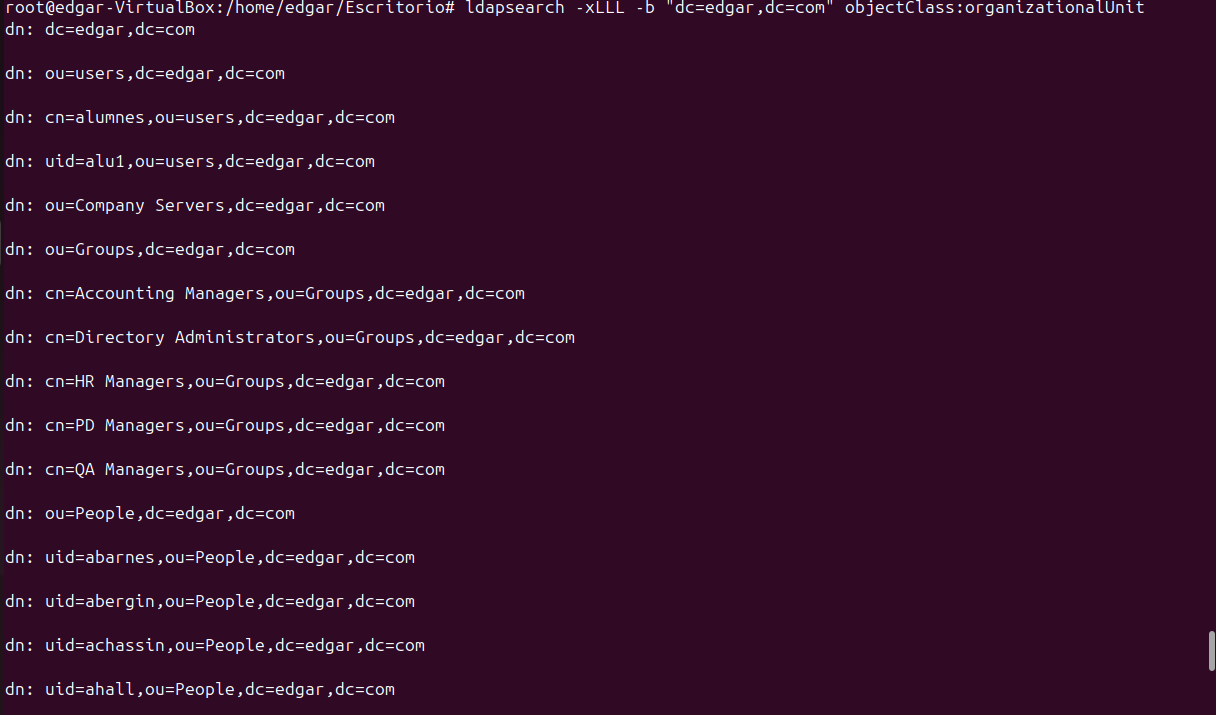 root@edgar-VirtualBox:/home/edgar/Escritorio# ldapsearch -xLLL -b "dc=edgar,dc=com" objectClass:organizationalUnit
dn: dc=edgar,dc=com
dn: ou=users,dc=edgar,dc=com
dn: cn=alumnes,ou=users,dc=edgar,dc=com
dn: uid=alu1,ou=users,dc=edgar,dc=com
dn: ou=Company Servers,dc=edgar,dc=com
dn: ou=Groups,dc=edgar,dc=com
dn: cn=Accounting Managers,ou=Groups,dc=edgar,dc=com
dn: cn=Directory Administrators,ou=Groups,dc=edgar,dc=com
dn: cn=HR Managers,ou=Groups,dc=edgar,dc=com
dn: cn=PD Managers,ou=Groups,dc=edgar,dc=com
dn: cn=QA Managers,ou=Groups,dc=edgar,dc=com
dn: ou=People,dc=edgar,dc=com
dn: uid=abarnes,ou=People,dc=edgar,dc=com
dn: uid=abergin,ou=People,dc=edgar,dc=com
dn: uid=achassin,ou=People,dc=edgar,dc=com
dn: uid=ahall,ou=People,dc=edgar,dc=com